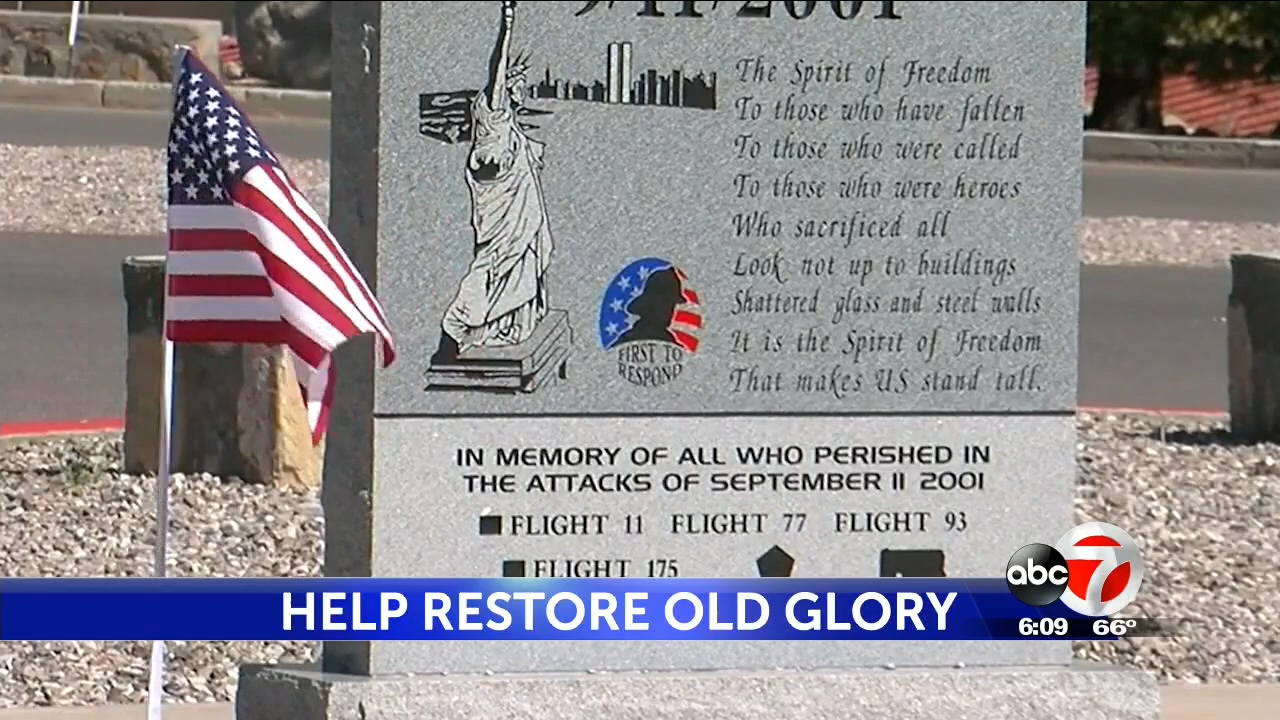 9/11/2001
The Spirit of Freedom
To those who have fallen
To those who were called
To those who were heroes
Who sacrificed all
Look not up to buildings
Shattered glass and steel walls
It is the Spirit of Freedom
That makes US stand tall.
FIRST TO
RESPOND
IN MEMORY OF ALL WHO PERISHED IN
THE ATTACKS OF SEPTEMBER 11 2001
FLIGHT 11 FLIGHT 77 FLIGHT 93
FLIGHT 175
HELP RESTORE OLD GLORY
abc 7
6:09 66°